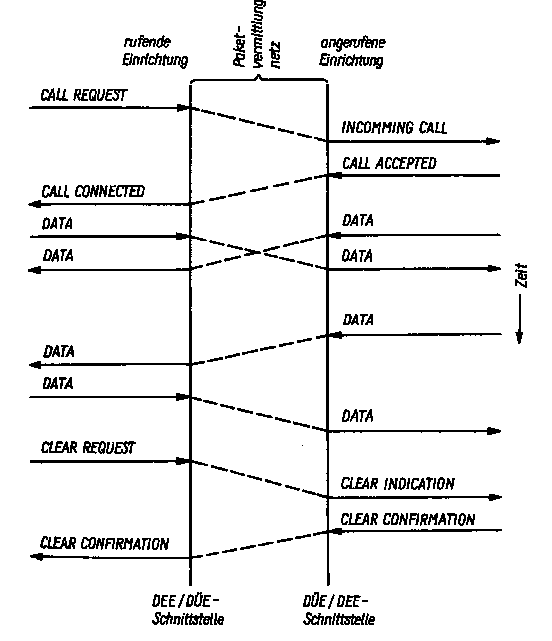 rufende
Einrichtung
Paket-
vermittlung
netz
angerufene
Einrichtung
CALL REQUEST
INCOMMING CALL
CALL ACCEPTED
CALL CONNECTED
DATA
DATA
DATA
DATA
DATA
DATA
DATA
DATA
CLEAR REQUEST
CLEAR INDICATION
CLEAR CONFIRMATION
CLEAR CONFIRMATION
Zeit
DEE/DÜE-
Schnittstelle
DÜE/DEE-
Schnittstelle